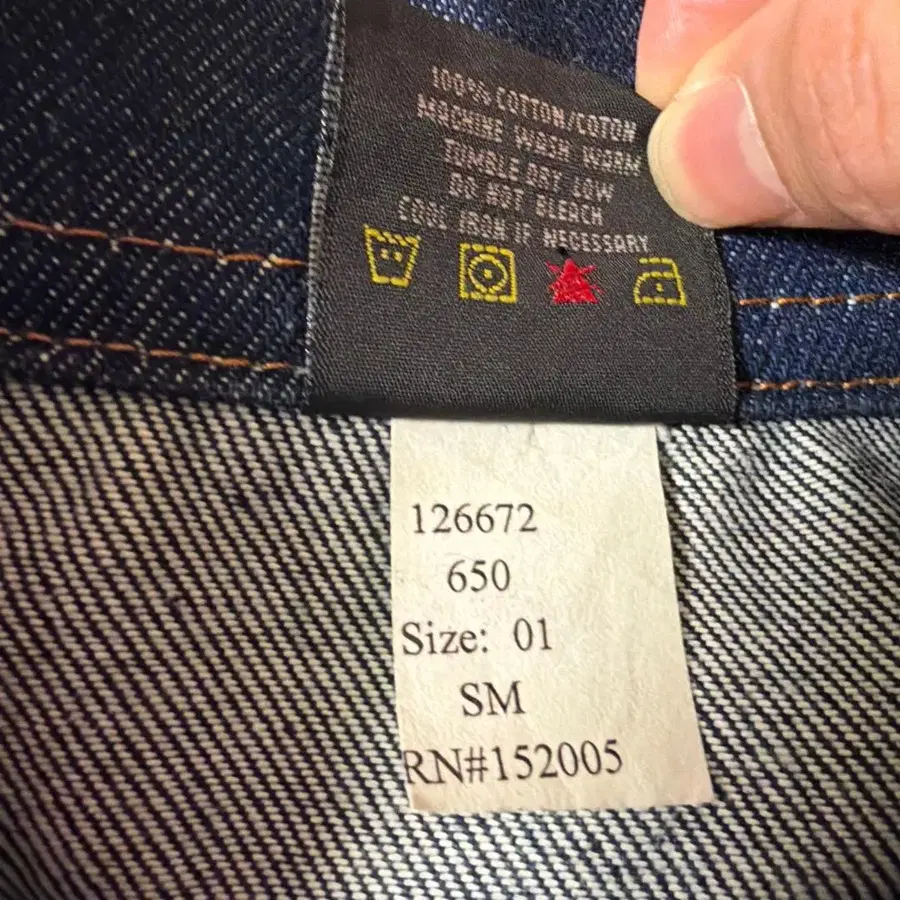 100% COTTON/COTON
MACHINE WASH WARM
TUMBLE DRY LOW
DO NOT BLEACH
COOL IRON IF NECESSARY
126672
650
Size: 01
SM
RN#152005